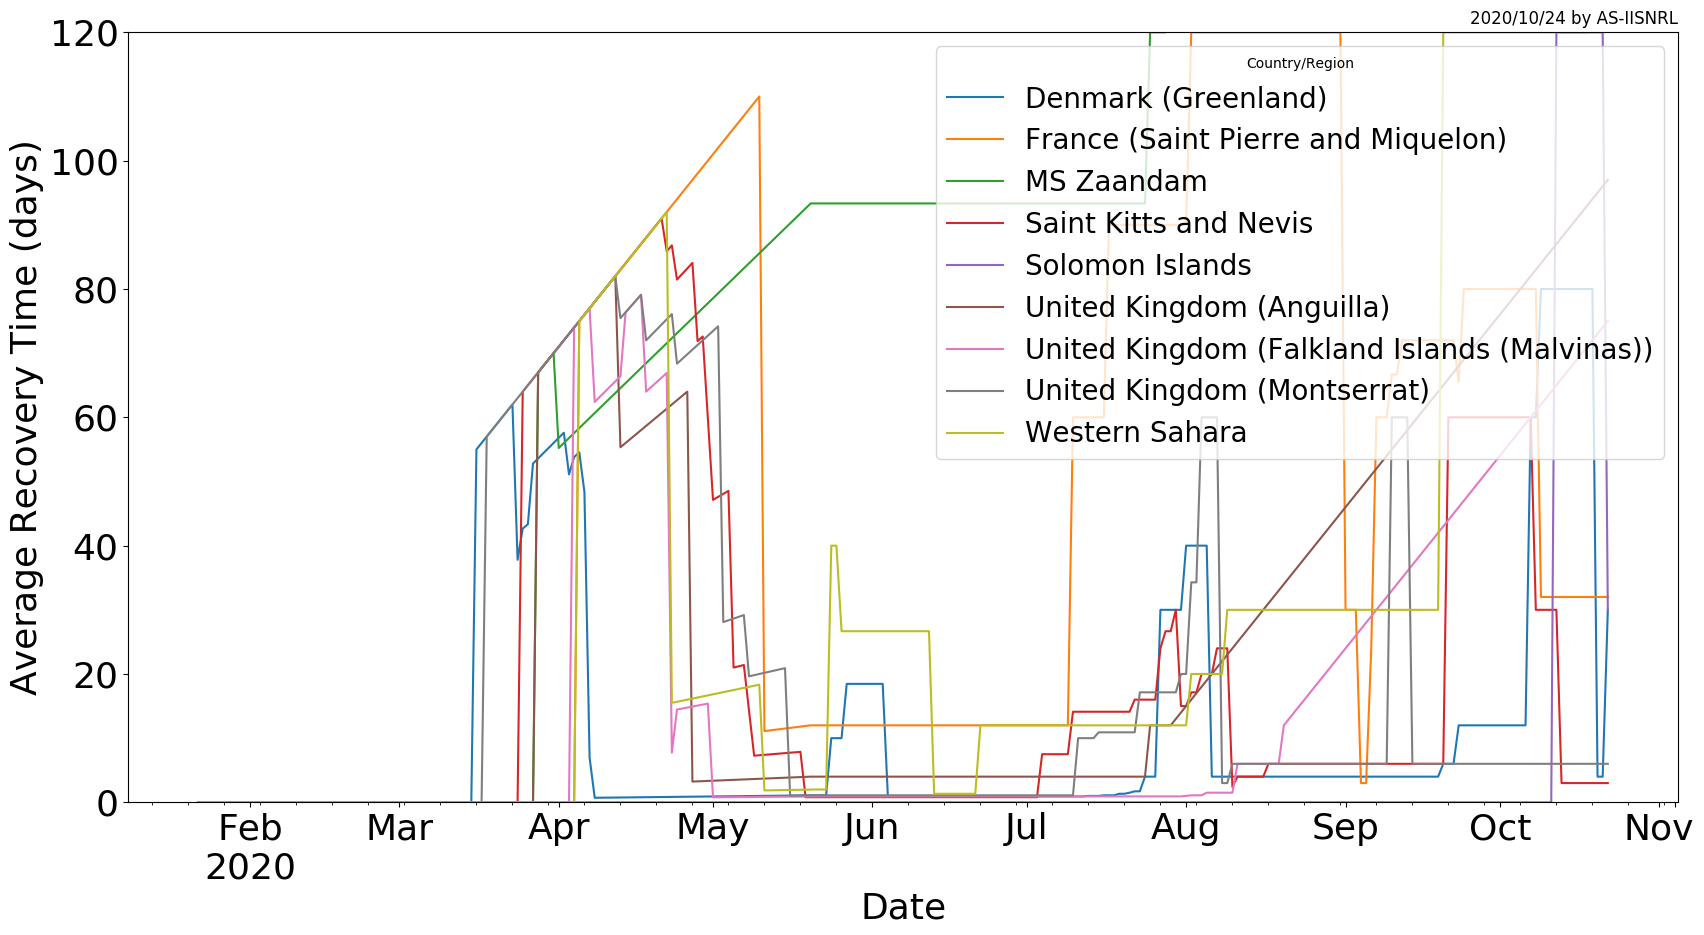 2020/10/24 by AS-IISNRL
Average Recovery Time (days)
120
100
80
60
40
20
0
Country/Region
Denmark (Greenland)
France (Saint Pierre and Miquelon)
MS Zaandam
Saint Kitts and Nevis
Solomon Islands
United Kingdom (Anguilla)
United Kingdom (Falkland Islands (Malvinas))
United Kingdom (Montserrat)
Western Sahara
Feb Mar Apr May Jun Jul Aug Sep Oct Nov
2020
Date